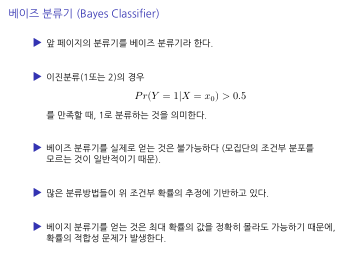 베이즈 분류기 (Bayes Classifier)
▶ 앞 페이지의 분류기를 베이즈 분류기라 한다.
▶ 이진분류(1또는 2)의 경우
Pr(Y = 1|X = x₀) > 0.5
를 만족할 때, 1로 분류하는 것을 의미한다.
▶ 베이즈 분류기를 실제로 얻는 것은 불가능하다 (모집단의 조건부 분포를
모르는 것이 일반적이기 때문).
▶ 많은 분류방법들이 위 조건부 확률의 추정에 기반하고 있다.
▶ 베이지 분류기를 얻는 것은 최대 확률의 값을 정확히 몰라도 가능하기 때문에,
확률의 적합성 문제가 발생한다.